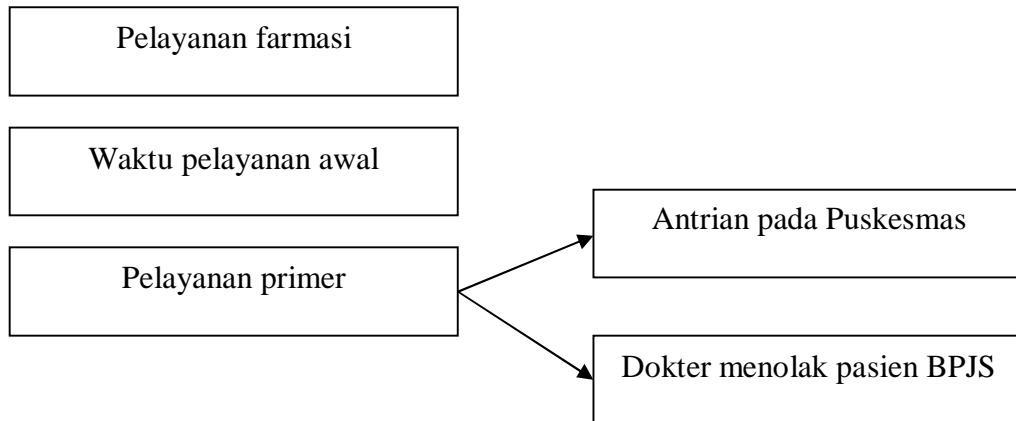 Pelayanan farmasi
Waktu pelayanan awal
Pelayanan primer
Antrian pada Puskesmas
Dokter menolak pasien BPJS